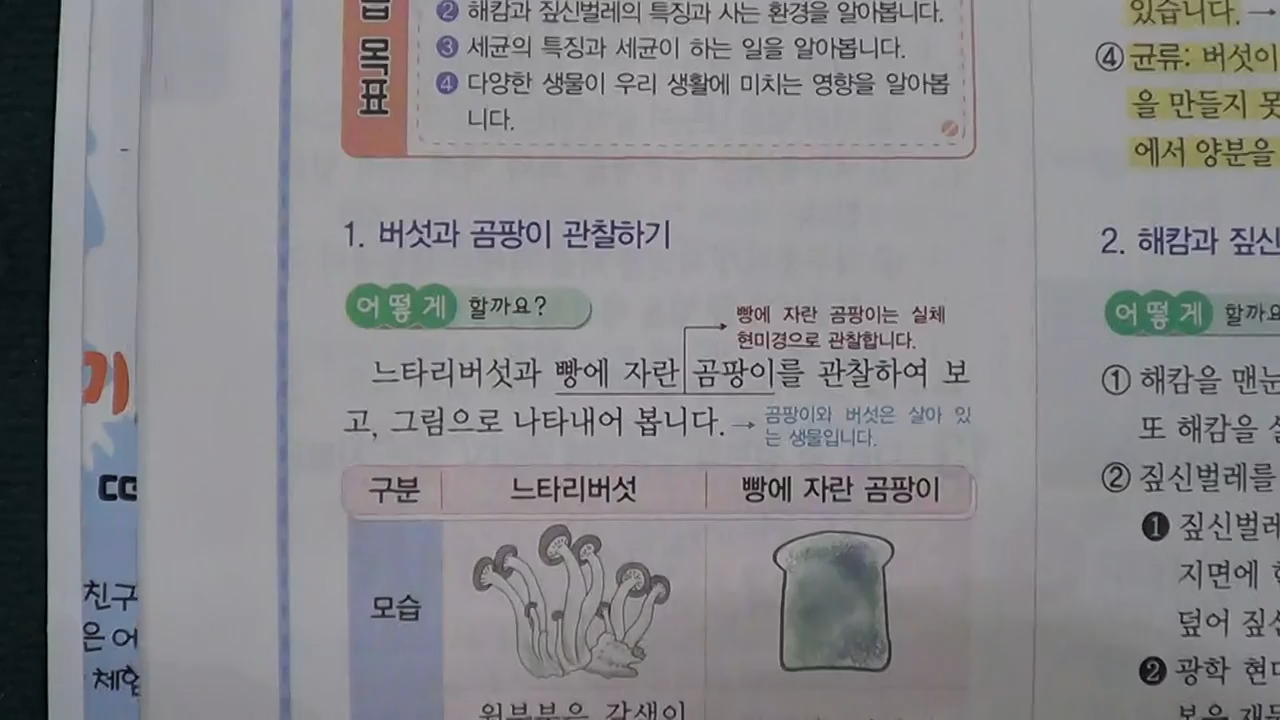 습 목표
② 해캄과 짚신벌레의 특징과 사는 환경을 알아봅니다.
③ 세균의 특징과 세균이 하는 일을 알아봅니다.
④ 다양한 생물이 우리 생활에 미치는 영향을 알아봅
니다.
1. 버섯과 곰팡이 관찰하기
어떻게 할까요?
빵에 자란 곰팡이는 실체
현미경으로 관찰합니다.
느타리버섯과 빵에 자란 곰팡이를 관찰하여 보
고, 그림으로 나타내어 봅니다. →
곰팡이와 버섯은 살아 있
는 생물입니다.
구분 느타리버섯 빵에 자란 곰팡이
모습
윗부분은 갈색이
있습니다. →
④ 균류: 버섯이
을 만들지 못
에서 양분을
2. 해캄과 짚신
어떻게 할까요
① 해캄을 맨눈
또 해캄을
② 짚신벌레를
❶ 짚신벌레
지면에
덮어 짚신
❷ 광학 현미
기
친구
은 어
체험